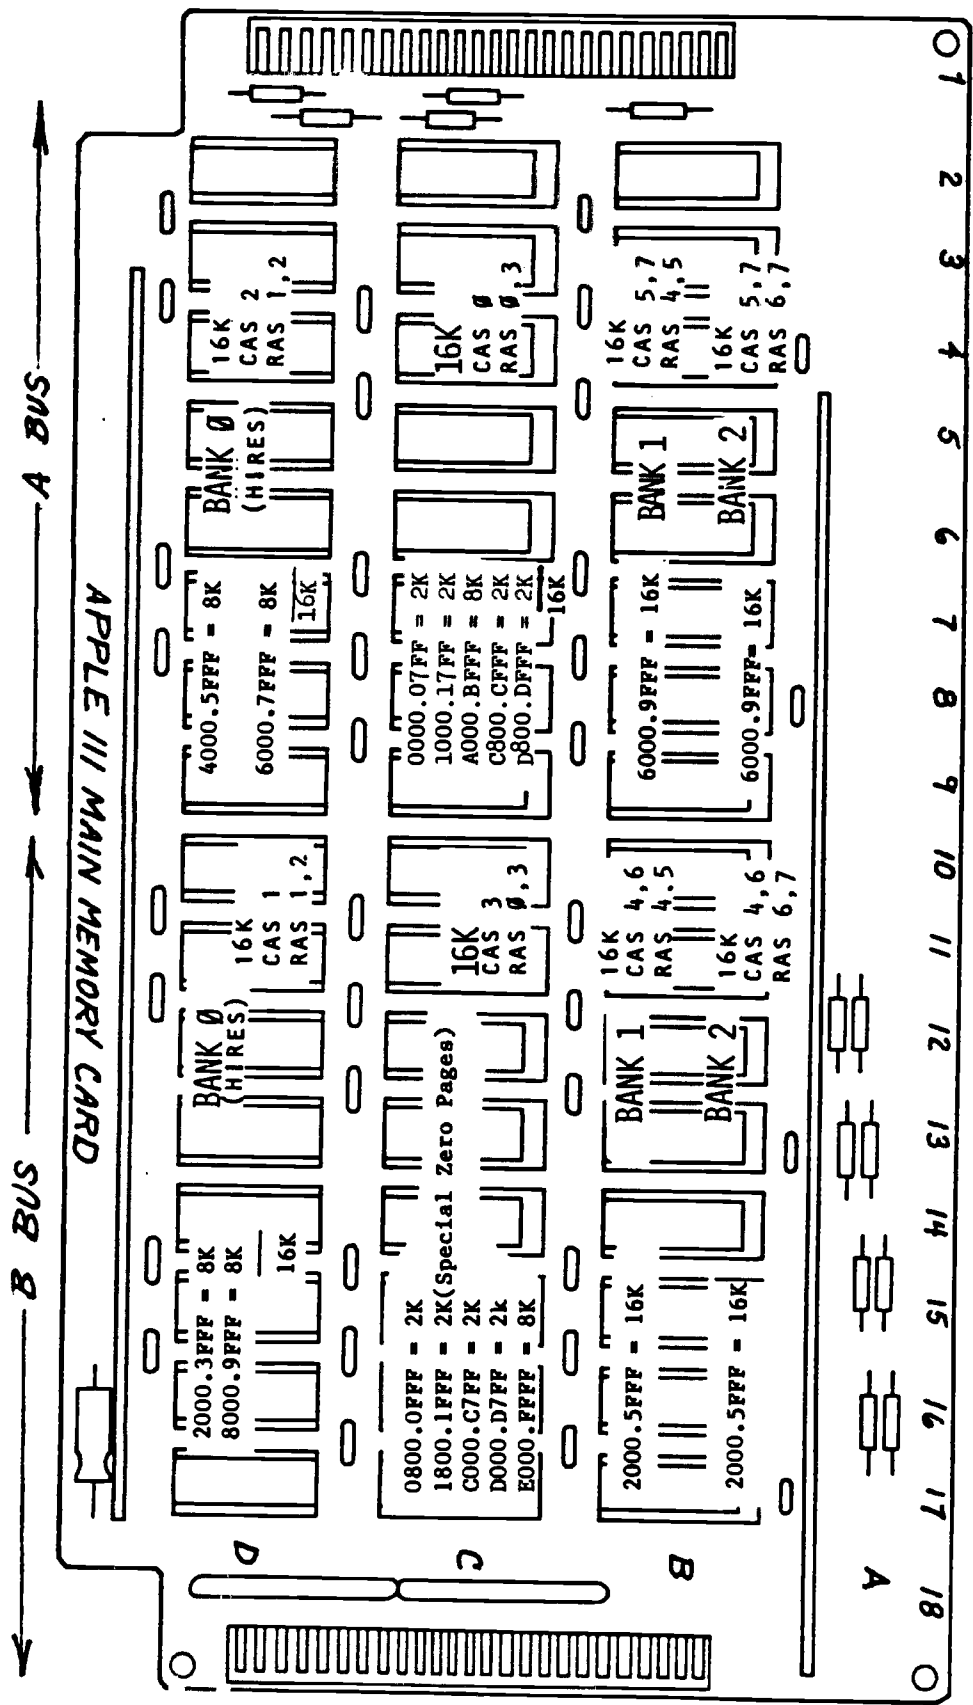 1
2
3
4
5
6
7
8
9
10
11
12
13
14
15
16
17
18
A
B
C
D
16K
CAS 5,7
RAS 4,5
16K
CAS 5,7
RAS 6,7
BANK 1
BANK 2
6000.9FFF = 16K
6000.9FFF= 16K
16K
CAS 4,6
RAS 4.5
16K
CAS 4,6
RAS 6,7
BANK 1
BANK 2
2000.5FFF = 16K
2000.5FFF = 16K
16K
CAS Ø
RAS Ø,3
0000.07FF = 2K
1000.17FF = 2K
A000.BFFF = 8K
C800.CFFF = 2K
D800.DFFF = 2K
16K
16K
CAS 3
RAS Ø,3
0800.0FFF = 2K
1800.1FFF = 2K(Special Zero Pages)
C000.C7FF = 2K
D000.D7FF = 2k
E000.FFFF = 8K
16K
CAS 2
RAS 1,2
BANK Ø
(HIRES)
4000.5FFF = 8K
6000.7FFF = 8K
16K
16K
CAS 1
RAS 1,2
BANK Ø
(HIRES)
2000.3FFF = 8K
8000.9FFF = 8K
16K
APPLE III MAIN MEMORY CARD
A BUS
B BUS